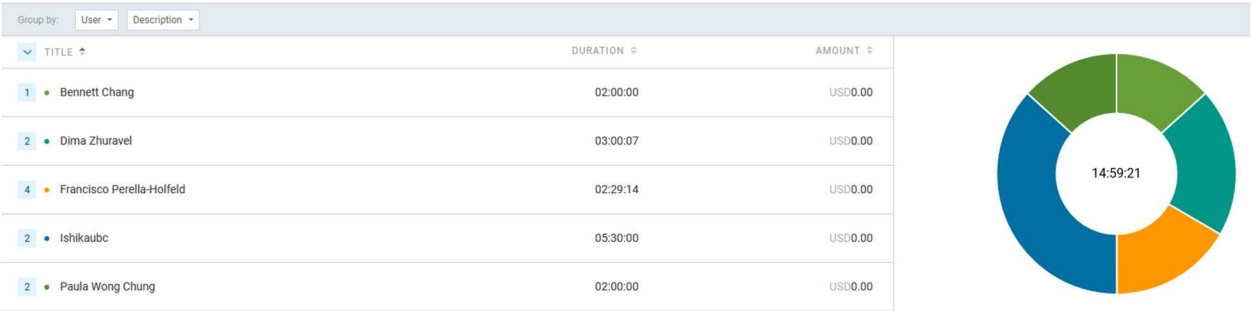 Group by: User Description
TITLE DURATION AMOUNT
1 Bennett Chang 02:00:00 USD0.00
2 Dima Zhuravel 03:00:07 USD0.00
4 Francisco Perella-Holfeld 02:29:14 USD0.00
2 Ishikaubc 05:30:00 USD0.00
2 Paula Wong Chung 02:00:00 USD0.00
14:59:21